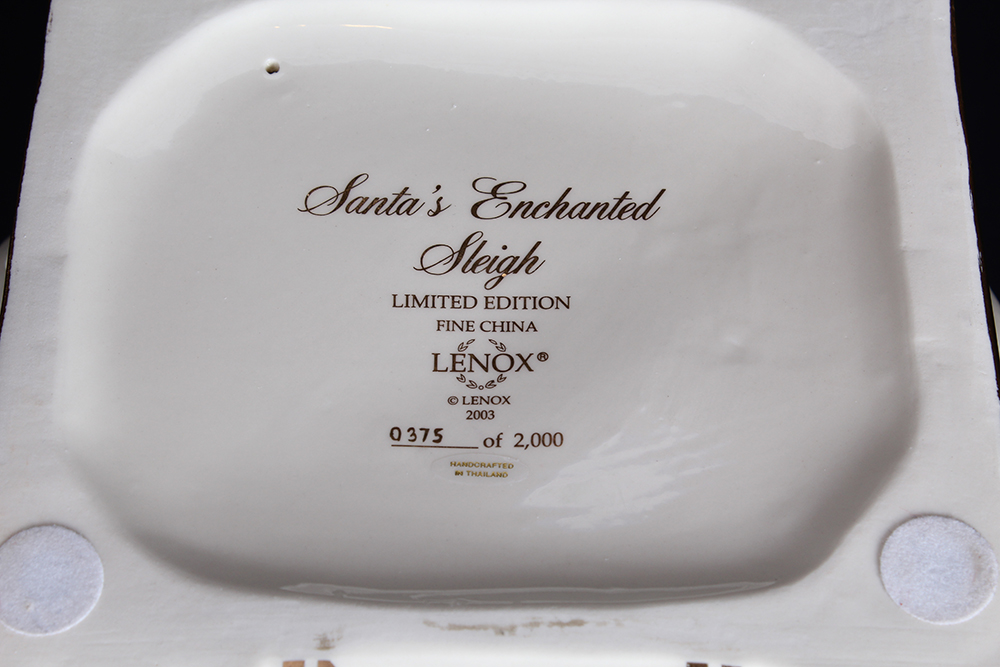 Santa's Enchanted
Sleigh
LIMITED EDITION
FINE CHINA
LENOX®
© LENOX
2003
0375 of 2,000
HANDCRAFTED
IN THAILAND